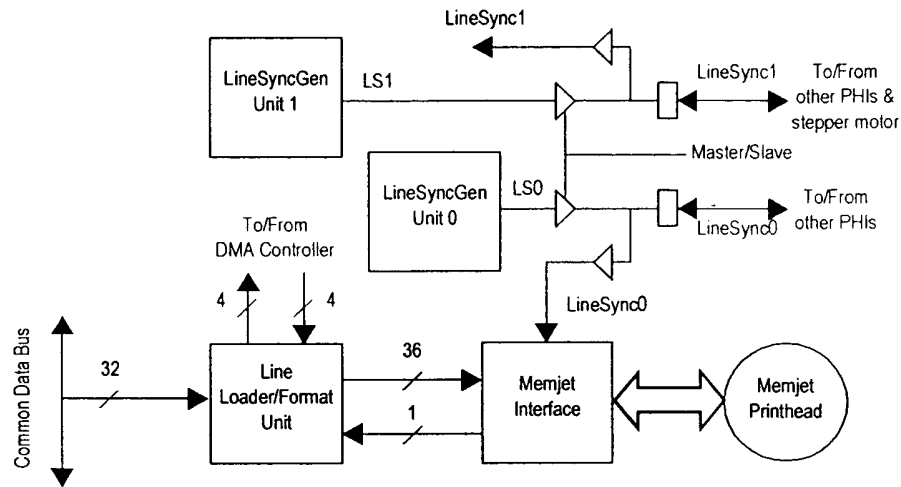 LineSync1
LineSyncGen
Unit 1
LS1
LineSync1
To/From
other PHIs &
stepper motor
Master/Slave
LineSyncGen
Unit 0
LS0
LineSync0
To/From
other PHIs
To/From
DMA Controller
4
4
LineSync0
Common Data Bus
32
Line
Loader/Format
Unit
36
1
Memjet
Interface
Memjet
Printhead